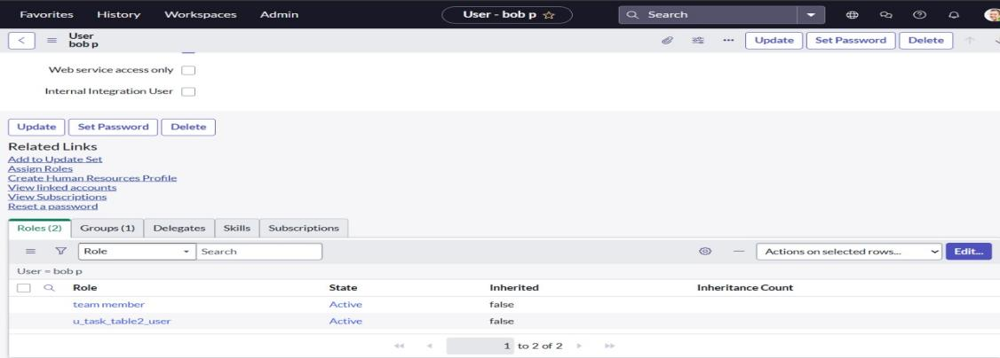 Favorites History Workspaces Admin User - bob p ☆ Search
User
bob p
Update Set Password Delete
Web service access only
Internal Integration User
Update Set Password Delete
Related Links
Add to Update Set
Assign Roles
Create Human Resources Profile
View linked accounts
View Subscriptions
Reset a password
Roles (2) Groups (1) Delegates Skills Subscriptions
Role Search Actions on selected rows... Edit...
User = bob p
Role State Inherited Inheritance Count
team member Active false
u_task_table2_user Active false
1 to 2 of 2